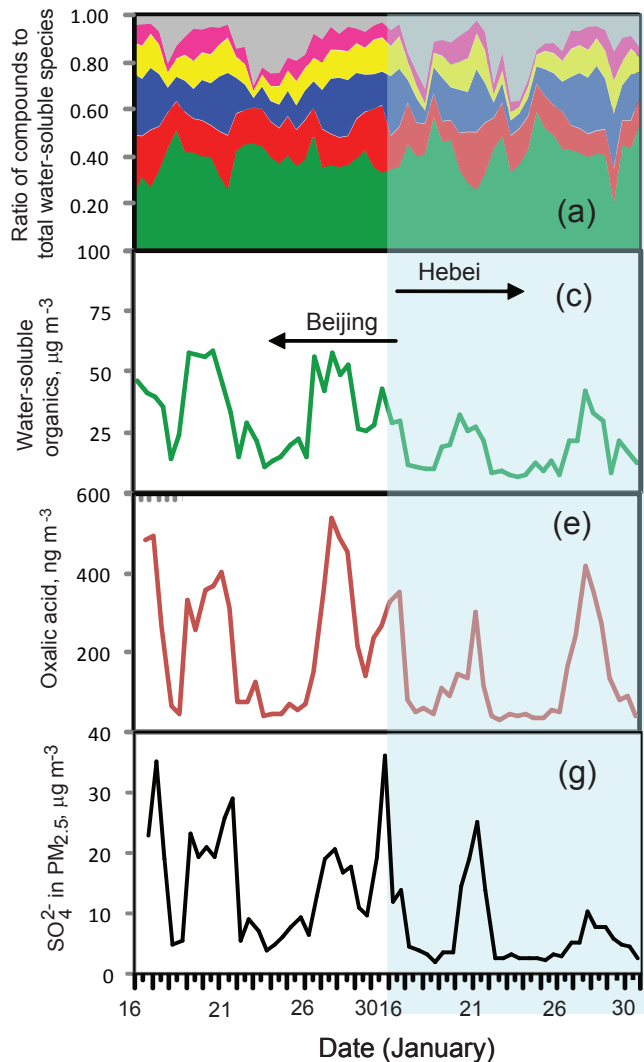 Ratio of compounds to
total water-soluble species
1.00
0.80
0.60
0.40
0.20
(a)
Water-soluble
organics, μg m-3
100
75
50
25
Hebei
Beijing
(c)
Oxalic acid, ng m-3
600
400
200
(e)
SO42- in PM2.5, μg m-3
40
30
20
10
0
(g)
16 21 26 30 16 21 26 30
Date (January)